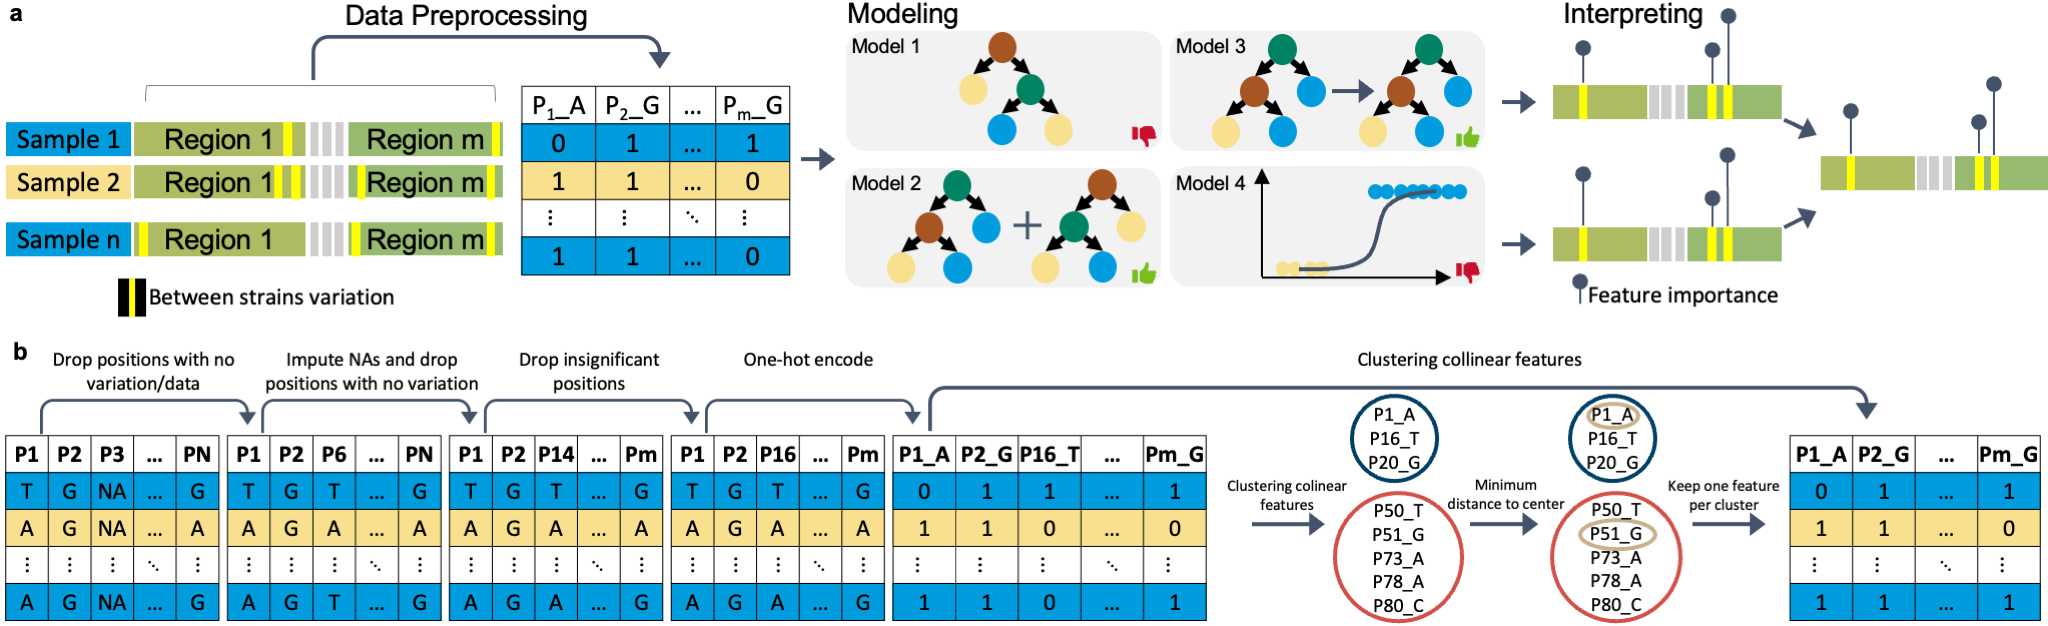 a
Data Preprocessing
Modeling
Interpreting
Sample 1 Region 1 Region m
Sample 2 Region 1 Region m
Sample n Region 1 Region m
Between strains variation
P1_A P2_G ... Pm_G
0 1 ... 1
1 1 ... 0
⋮ ⋮ ⋱ ⋮
1 1 ... 0
Model 1
Model 2
Model 3
Model 4
Feature importance
b
Drop positions with no
variation/data
Impute NAs and drop
positions with no variation
Drop insignificant
positions
One-hot encode
Clustering collinear features
P1 P2 P3 ... PN
T G NA ... G
A G NA ... A
⋮ ⋮ ⋮ ⋱ ⋮
A G NA ... G
P1 P2 P6 ... PN
T G T ... G
A G A ... A
⋮ ⋮ ⋮ ⋱ ⋮
A G T ... G
P1 P2 P14 ... Pm
T G T ... G
A G A ... A
⋮ ⋮ ⋮ ⋱ ⋮
A G A ... G
P1 P2 P16 ... Pm
T G T ... G
A G A ... A
⋮ ⋮ ⋮ ⋱ ⋮
A G A ... G
P1_A P2_G P16_T ... Pm_G
0 1 1 ... 1
1 1 0 ... 0
⋮ ⋮ ⋮ ⋱ ⋮
1 1 0 ... 1
Clustering colinear
features
P1_A
P16_T
P20_G
P50_T
P51_G
P73_A
P78_A
P80_C
Minimum
distance to center
P1_A
P16_T
P20_G
P50_T
P51_G
P73_A
P78_A
P80_C
Keep one feature
per cluster
P1_A P2_G ... Pm_G
0 1 ... 1
1 1 ... 0
⋮ ⋮ ⋱ ⋮
1 1 ... 1